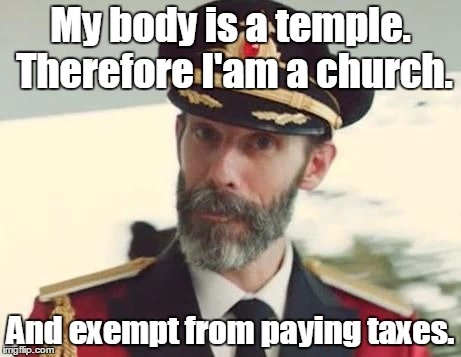 My body is a temple.
Therefore I'am a church.
And exempt from paying taxes.
imgflip.com